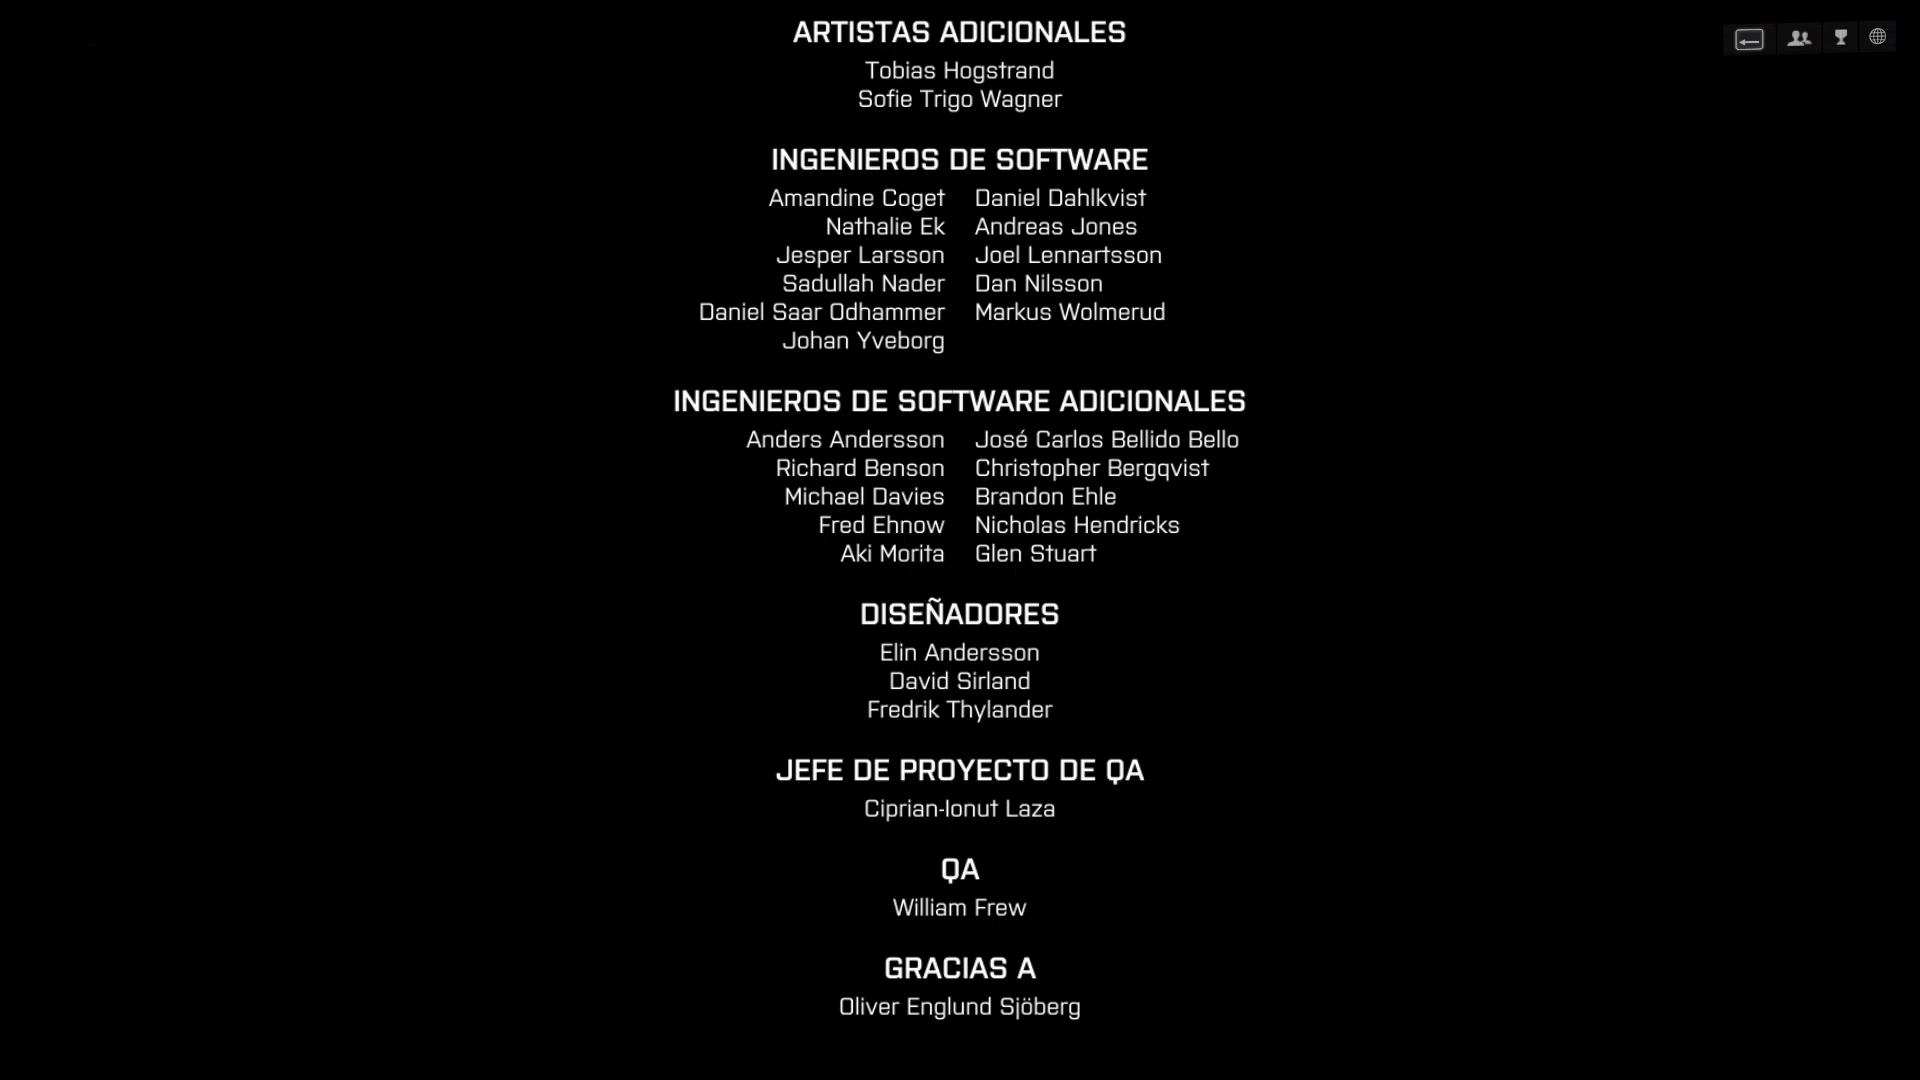 ARTISTAS ADICIONALES
Tobias Hogstrand
Sofie Trigo Wagner
INGENIEROS DE SOFTWARE
Amandine Coget Daniel Dahlkvist
Nathalie Ek Andreas Jones
Jesper Larsson Joel Lennartsson
Sadullah Nader Dan Nilsson
Daniel Saar Odhammer Markus Wolmerud
Johan Yveborg
INGENIEROS DE SOFTWARE ADICIONALES
Anders Andersson José Carlos Bellido Bello
Richard Benson Christopher Bergqvist
Michael Davies Brandon Ehle
Fred Ehnow Nicholas Hendricks
Aki Morita Glen Stuart
DISEÑADORES
Elin Andersson
David Sirland
Fredrik Thylander
JEFE DE PROYECTO DE QA
Ciprian-Ionut Laza
QA
William Frew
GRACIAS A
Oliver Englund Sjöberg